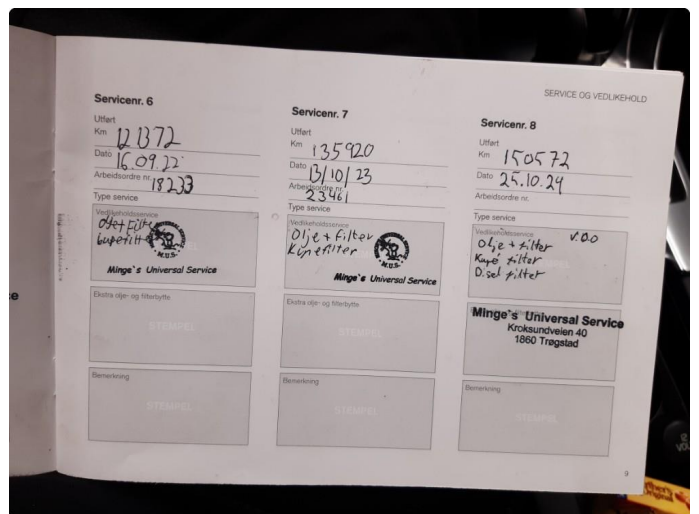 SERVICE OG VEDLIKEHOLD
Servicenr. 6
Utført
Km 121372
Dato 16.09.22
Arbeidsordre nr. 18233
Type service
Vedlikeholdsservice
Filter
M.U.S.
Minge's Universal Service
Ekstra olje- og filterbytte
STEMPEL
Bemerkning
STEMPEL
Servicenr. 7
Utført
Km 135920
Dato 13/10/23
Arbeidsordre nr. 23461
Type service
Vedlikeholdsservice
Olje + filter
Kupefilter
M.U.S.
Minge's Universal Service
Ekstra olje- og filterbytte
STEMPEL
Bemerkning
STEMPEL
Servicenr. 8
Utført
Km 150572
Dato 25.10.24
Arbeidsordre nr.
Type service
Vedlikeholdsservice
Olje + filter
Kupé filter
Disel filter
Minge's Universal Service
Kroksundveien 40
1860 Trøgstad
Bemerkning
STEMPEL
9